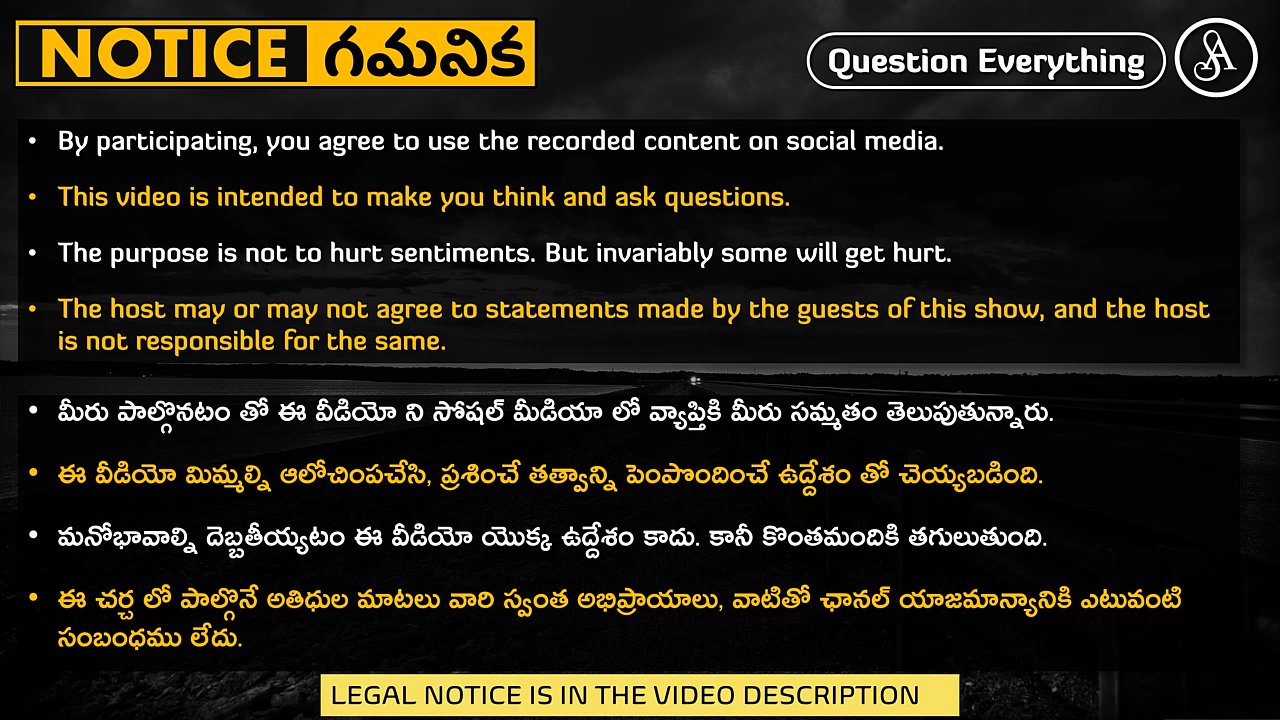 NOTICE గమనిక
Question Everything
• By participating, you agree to use the recorded content on social media.
• This video is intended to make you think and ask questions.
• The purpose is not to hurt sentiments. But invariably some will get hurt.
• The host may or may not agree to statements made by the guests of this show, and the host
is not responsible for the same.
• మీరు పాల్గొనటం తో ఈ వీడియో ని సోషల్ మీడియా లో వ్యాప్తికి మీరు సమ్మతం తెలుపుతున్నారు.
• ఈ వీడియో మిమ్మల్ని ఆలోచింపచేసి, ప్రశించే తత్వాన్ని పెంపొందించే ఉద్దేశం తో చెయ్యబడింది.
• మనోభావాల్ని దెబ్బతీయ్యటం ఈ వీడియో యొక్క ఉద్దేశం కాదు. కానీ కొంతమందికి తగులుతుంది.
• ఈ చర్చ లో పాల్గొనే అతిధుల మాటలు వారి స్వంత అభిప్రాయాలు, వాటితో ఛానల్ యాజమాన్యానికి ఎటువంటి
సంబంధము లేదు.
LEGAL NOTICE IS IN THE VIDEO DESCRIPTION